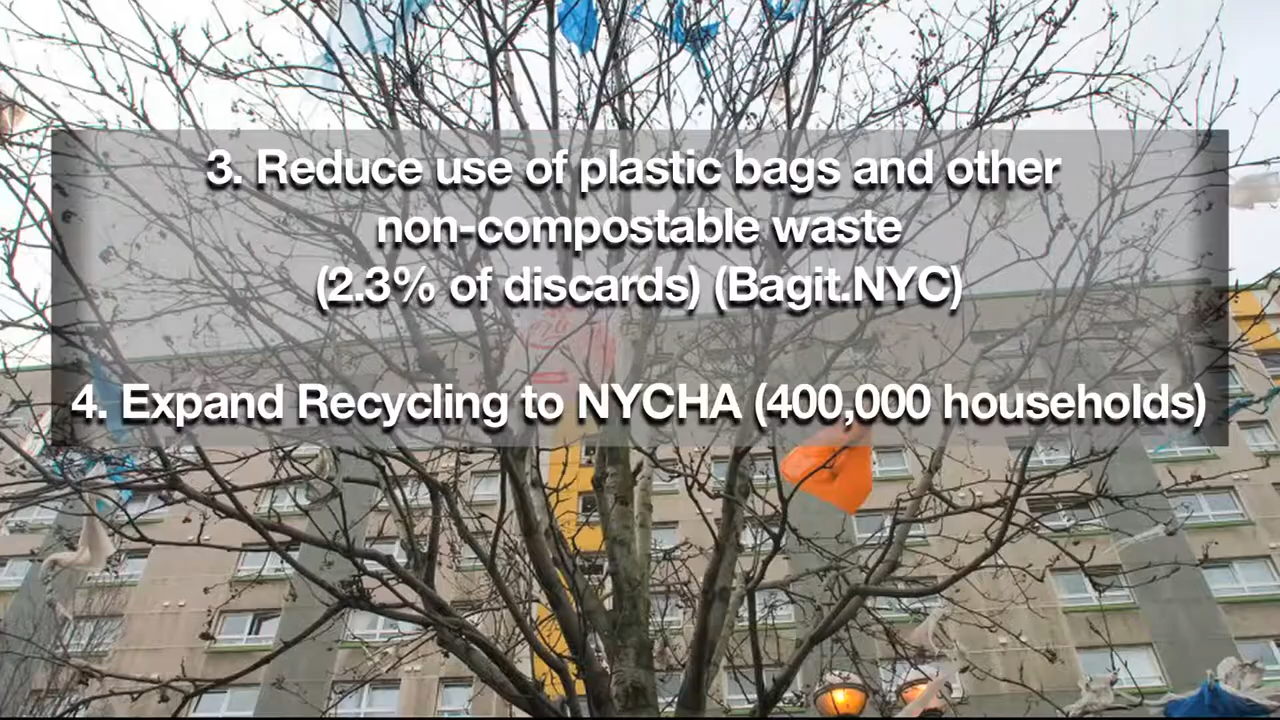 3. Reduce use of plastic bags and other
non-compostable waste
(2.3% of discards) (Bagit.NYC)
4. Expand Recycling to NYCHA (400,000 households)